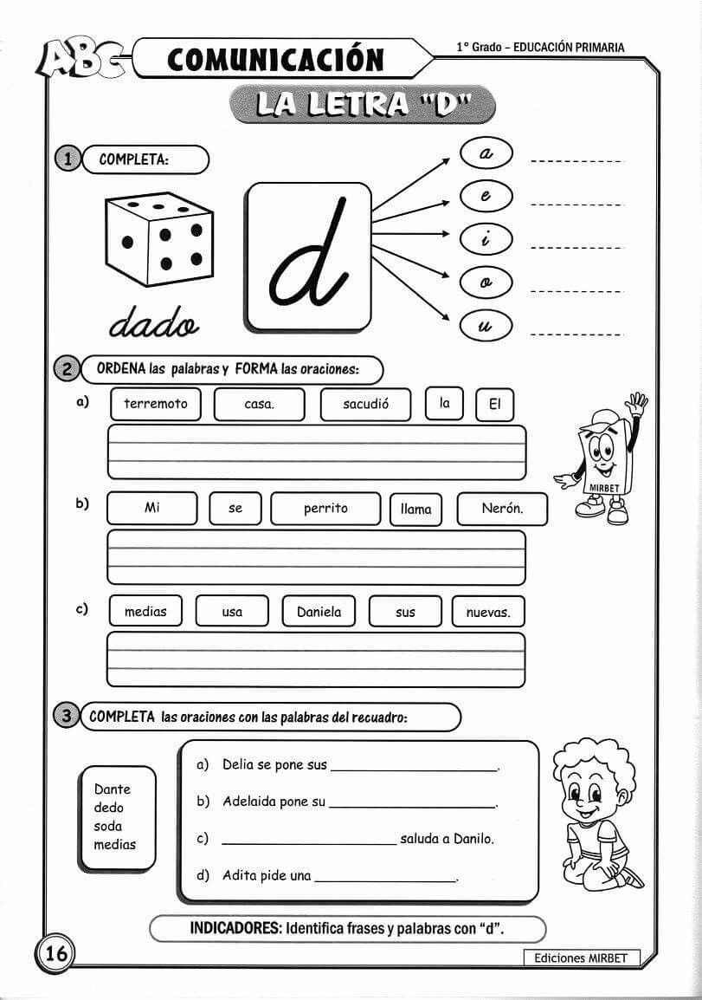 ABC
COMUNICACIÓN
1° Grado – EDUCACIÓN PRIMARIA
LA LETRA "D"
1 COMPLETA:
dado
d
a
e
i
o
u
2 ORDENA las palabras y FORMA las oraciones:
a) terremoto casa. sacudió la El
MIRBET
b) Mi se perrito llama Nerón.
c) medias usa Daniela sus nuevas.
3 COMPLETA las oraciones con las palabras del recuadro:
Dante
dedo
soda
medias
a) Delia se pone sus ____________________.
b) Adelaida pone su ____________________.
c) ____________________ saluda a Danilo.
d) Adita pide una _________________.
INDICADORES: Identifica frases y palabras con “d”.
16
Ediciones MIRBET